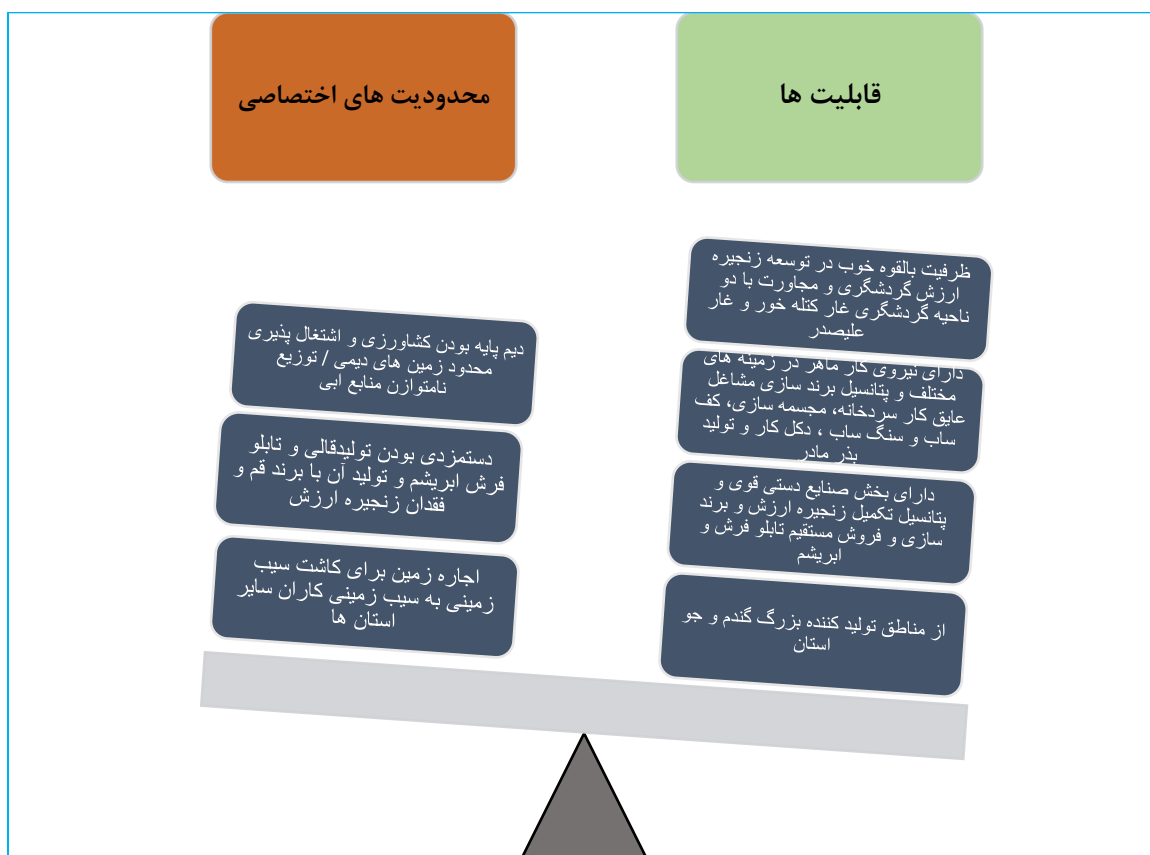 قابلیت ها
ظرفیت بالقوه خوب در توسعه زنجیره
ارزش گردشگری و مجاورت با دو
ناحیه گردشگری غار کتله خور و غار
علیصدر
دارای نیروی کار ماهر در زمینه های
مختلف و پتانسیل برند سازی مشاغل
عایق کار سردخانه، مجسمه سازی، کف
ساب و سنگ ساب ، دکل کار و تولید
بذر مادر
دارای بخش صنایع دستی قوی و
پتانسیل تکمیل زنجیره ارزش و برند
سازی و فروش مستقیم تابلو فرش و
ابریشم
از مناطق تولید کننده بزرگ گندم و جو
استان
محدودیت های اختصاصی
دیم پایه بودن کشاورزی و اشتغال پذیری
محدود زمین های دیمی / توزیع
نامتوازن منابع ابی
دستمزدی بودن تولیدقالی و تابلو
فرش ابریشم و تولید آن با برند قم و
فقدان زنجیره ارزش
اجاره زمین برای کاشت سیب
زمینی به سیب زمینی کاران سایر
استان ها